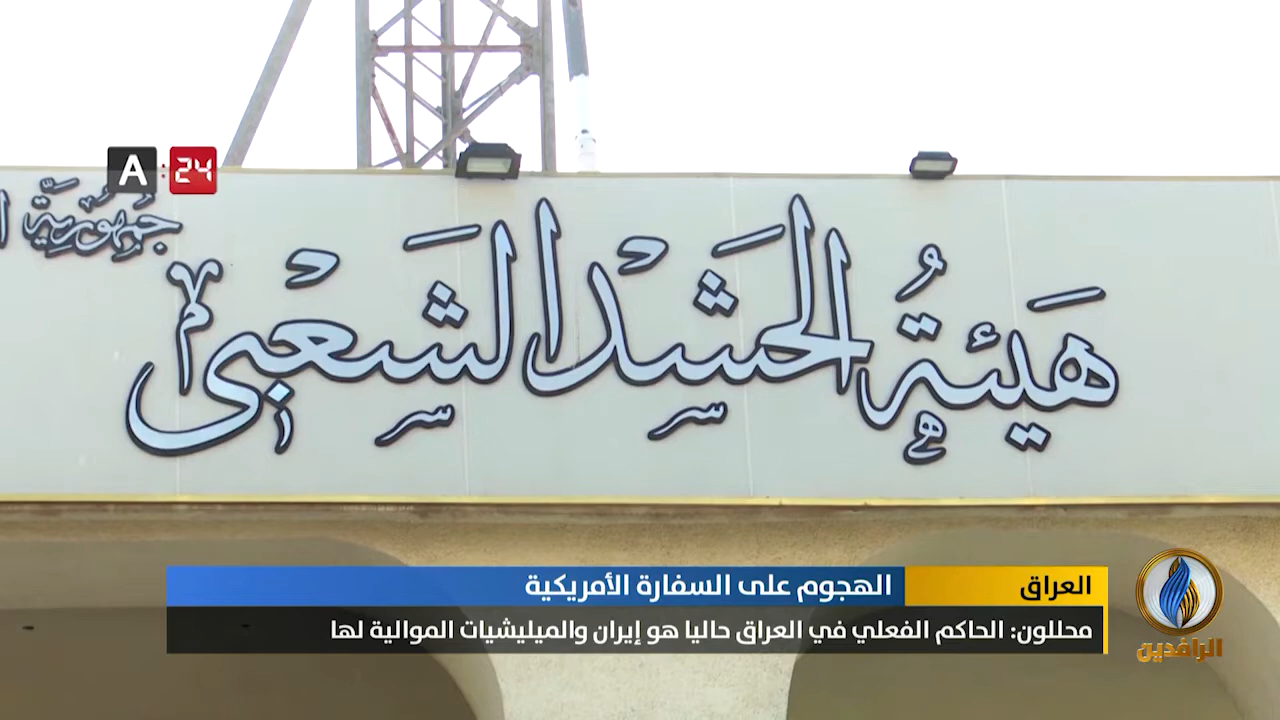 A :24
جمهورية ا
هيئة الحشد الشعبي
العراق
الهجوم على السفارة الأمريكية
محللون: الحاكم الفعلي في العراق حاليا هو إيران والميليشيات الموالية لها
الرافدين